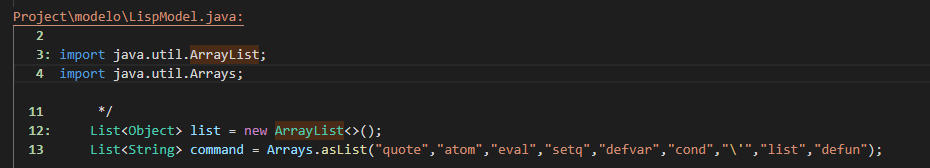 Project\modelo\LispModel.java:
2
3: import java.util.ArrayList;
4 import java.util.Arrays;
11 */
12: List<Object> list = new ArrayList<>();
13 List<String> command = Arrays.asList("quote","atom","eval","setq","defvar","cond","\'","list","defun");